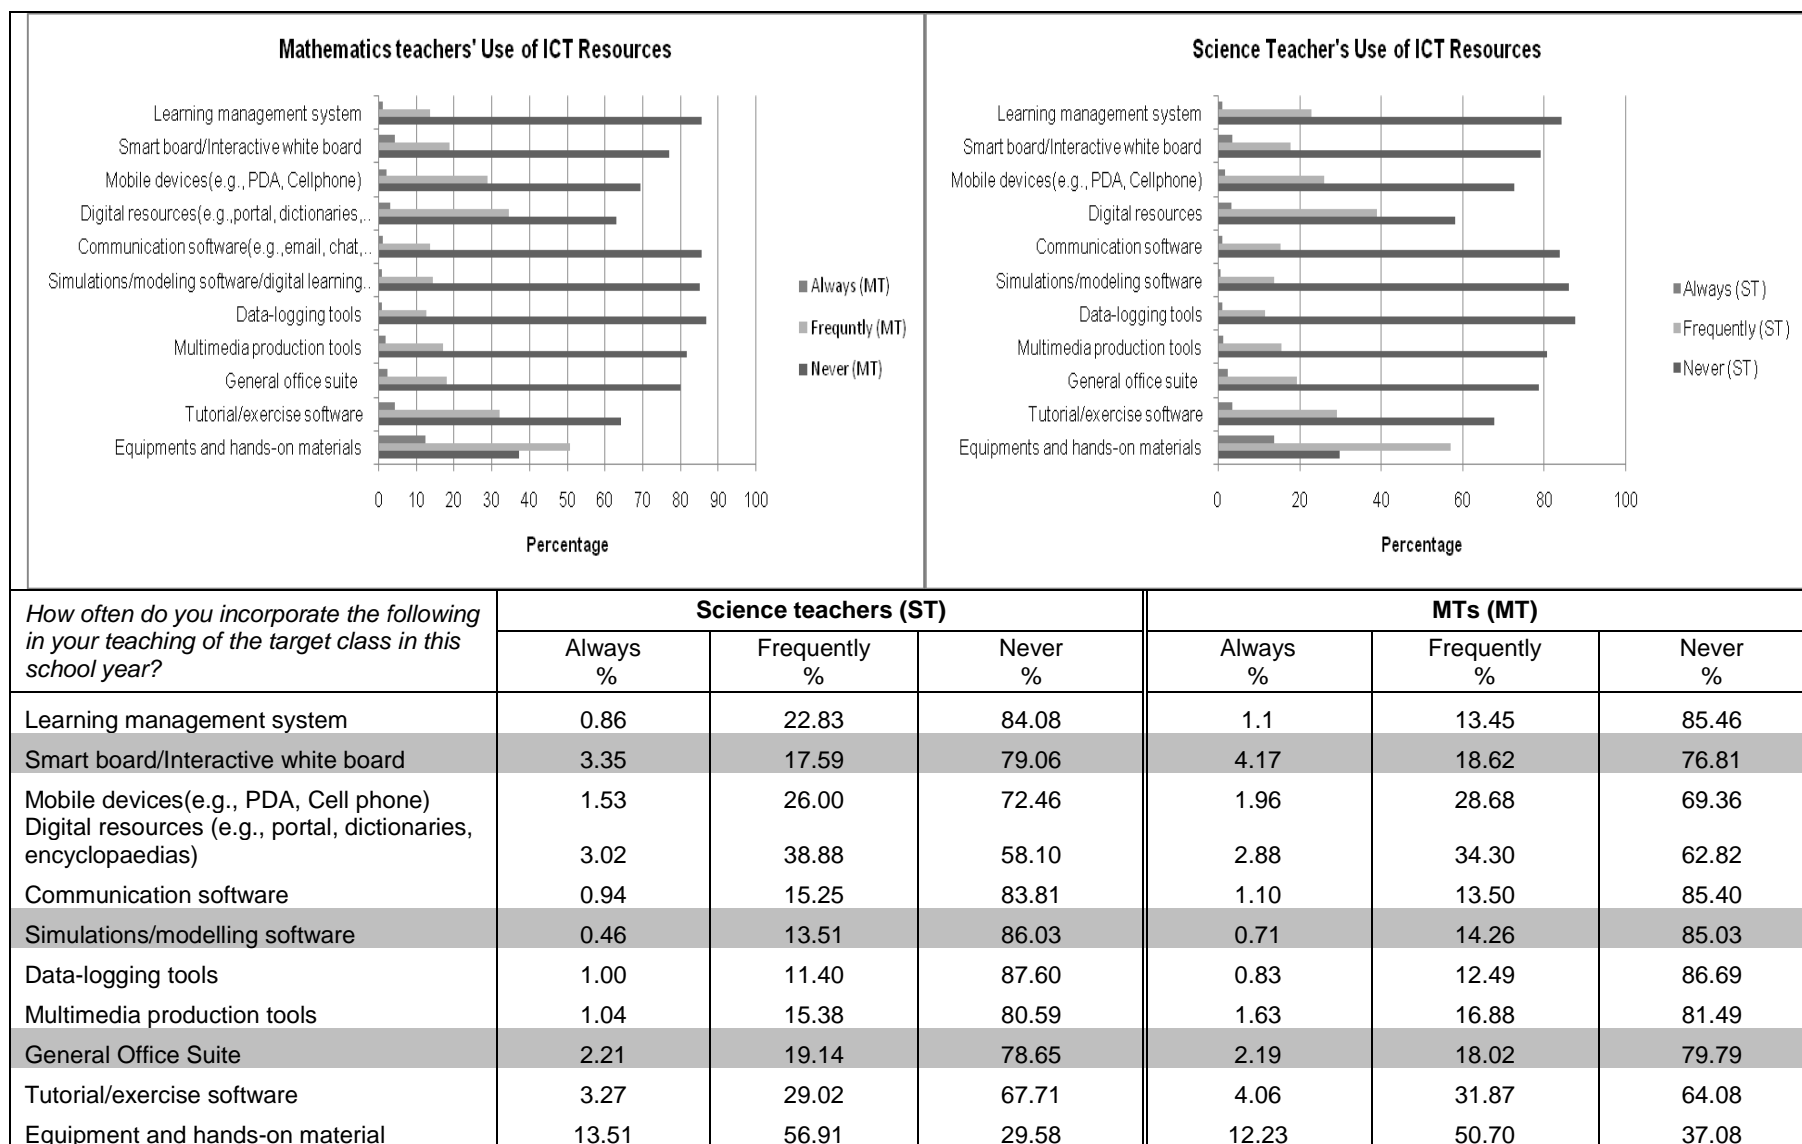 Mathematics teachers' Use of ICT Resources
Learning management system
Smart board/Interactive white board
Mobile devices(e.g., PDA, Cellphone)
Digital resources(e.g.,portal, dictionaries,..
Communication software(e.g.,email, chat,..
Simulations/modeling software/digital learning..
Data-logging tools
Multimedia production tools
General office suite
Tutorial/exercise software
Equipments and hands-on materials
0 10 20 30 40 50 60 70 80 90 100
Percentage
Always (MT)
Frequntly (MT)
Never (MT)
Science Teacher's Use of ICT Resources
Learning management system
Smart board/Interactive white board
Mobile devices(e.g., PDA, Cellphone)
Digital resources
Communication software
Simulations/modeling software
Data-logging tools
Multimedia production tools
General office suite
Tutorial/exercise software
Equipments and hands-on materials
0 20 40 60 80 100
Percentage
Always (ST)
Frequently (ST)
Never (ST)
How often do you incorporate the following
in your teaching of the target class in this
school year?
Science teachers (ST) MTs (MT)
Always Frequently Never Always Frequently Never
% % % % % %
Learning management system 0.86 22.83 84.08 1.1 13.45 85.46
Smart board/Interactive white board 3.35 17.59 79.06 4.17 18.62 76.81
Mobile devices(e.g., PDA, Cell phone) 1.53 26.00 72.46 1.96 28.68 69.36
Digital resources (e.g., portal, dictionaries,
encyclopaedias) 3.02 38.88 58.10 2.88 34.30 62.82
Communication software 0.94 15.25 83.81 1.10 13.50 85.40
Simulations/modelling software 0.46 13.51 86.03 0.71 14.26 85.03
Data-logging tools 1.00 11.40 87.60 0.83 12.49 86.69
Multimedia production tools 1.04 15.38 80.59 1.63 16.88 81.49
General Office Suite 2.21 19.14 78.65 2.19 18.02 79.79
Tutorial/exercise software 3.27 29.02 67.71 4.06 31.87 64.08
Equipment and hands-on material 13.51 56.91 29.58 12.23 50.70 37.08